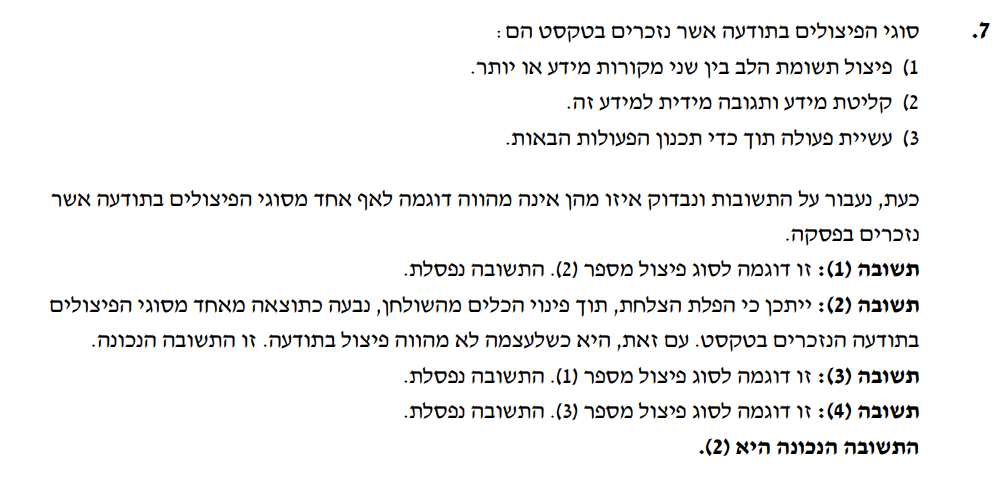 7. סוגי הפיצולים בתודעה אשר נזכרים בטקסט הם:
1) פיצול תשומת הלב בין שני מקורות מידע או יותר.
2) קליטת מידע ותגובה מידית למידע זה.
3) עשיית פעולה תוך כדי תכנון הפעולות הבאות.
כעת, נעבור על התשובות ונבדוק איזו מהן אינה מהווה דוגמה לאף אחד מסוגי הפיצולים בתודעה אשר
נזכרים בפסקה.
תשובה (1): זו דוגמה לסוג פיצול מספר (2). התשובה נפסלת.
תשובה (2): ייתכן כי הפלת הצלחת, תוך פינוי הכלים מהשולחן, נבעה כתוצאה מאחד מסוגי הפיצולים
בתודעה הנזכרים בטקסט. עם זאת, היא כשלעצמה לא מהווה פיצול בתודעה. זו התשובה הנכונה.
תשובה (3): זו דוגמה לסוג פיצול מספר (1). התשובה נפסלת.
תשובה (4): זו דוגמה לסוג פיצול מספר (3). התשובה נפסלת.
התשובה הנכונה היא (2).